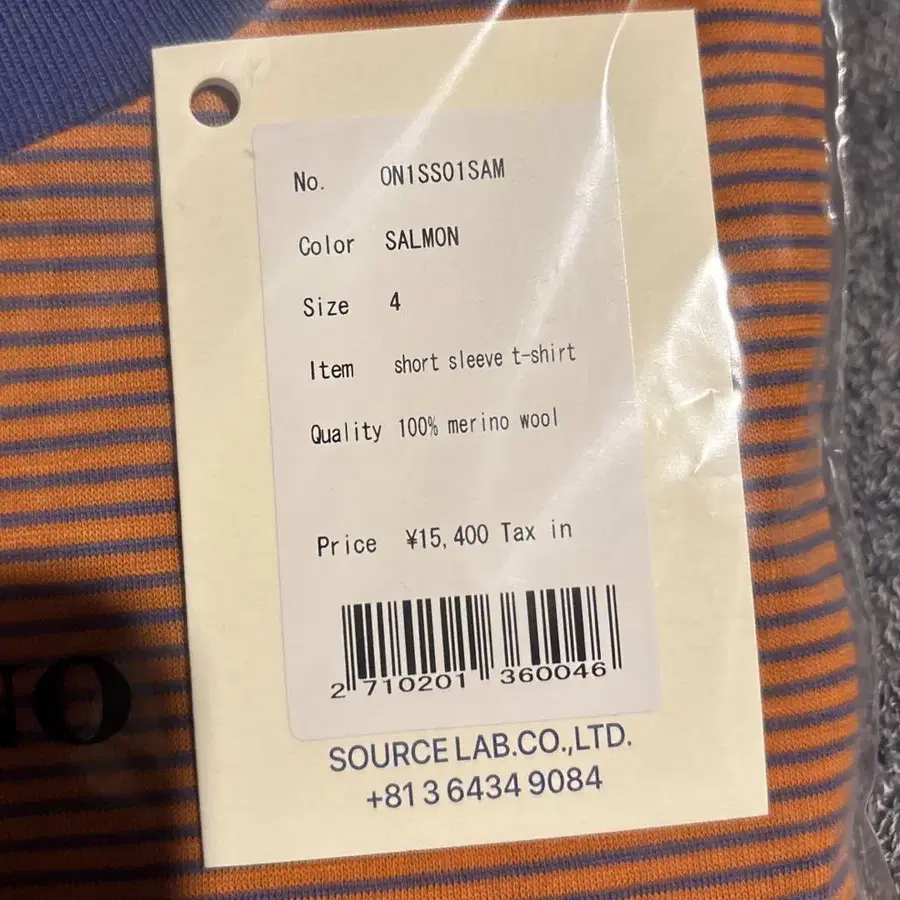 No. ON1SS01SAM
Color SALMON
Size 4
Item short sleeve t-shirt
Quality 100% merino wool
Price ¥15,400 Tax in
2 710201 360046
SOURCE LAB.CO.,LTD.
+81 3 6434 9084
NO